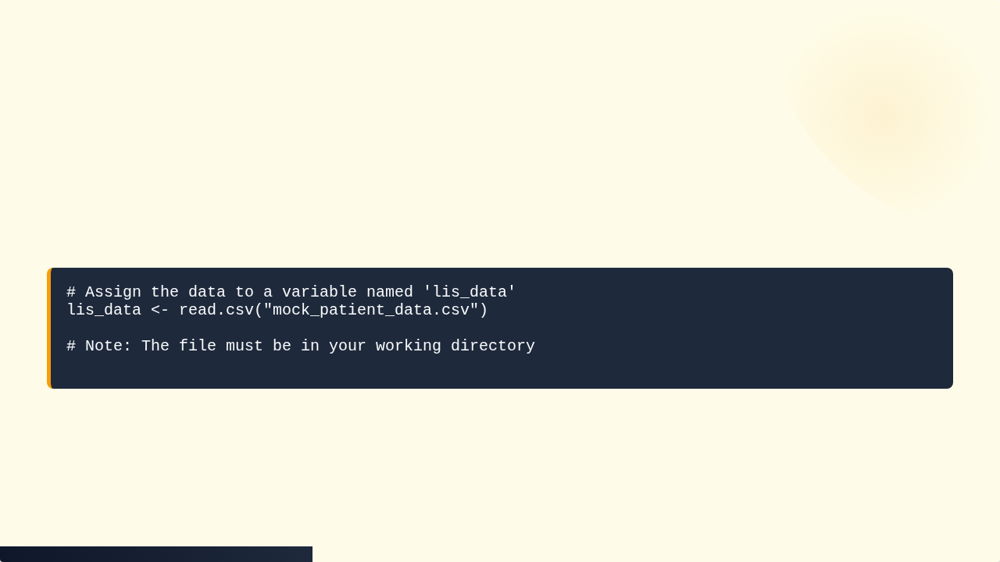 # Assign the data to a variable named 'lis_data'
lis_data <- read.csv("mock_patient_data.csv")
# Note: The file must be in your working directory